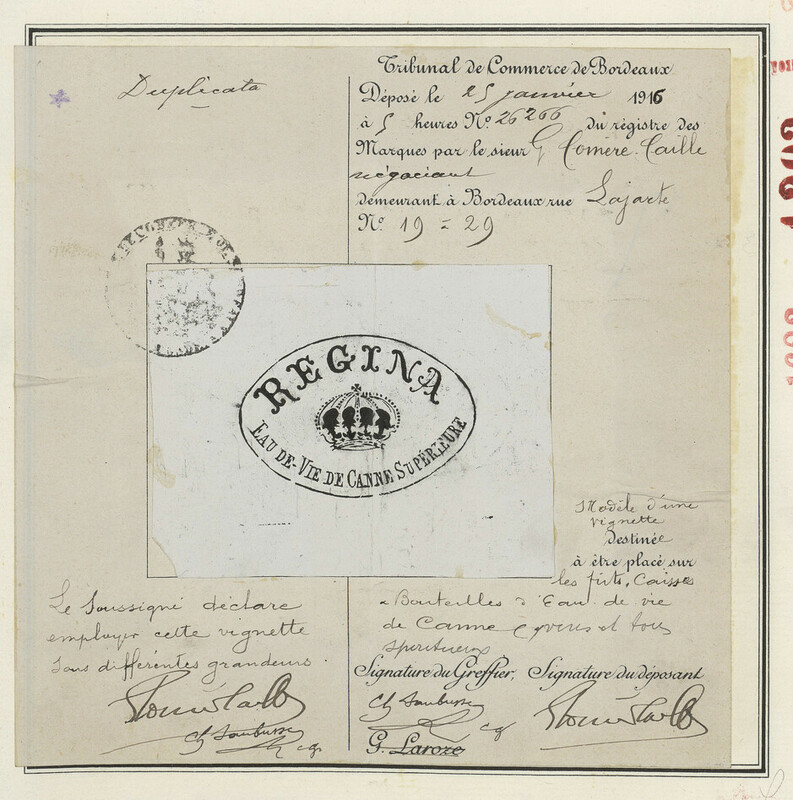 Duplicata
Tribunal de Commerce de Bordeaux
Déposé le 25 janvier 1916
à 5 heures No. 26266 du régistre des
Marques par le sieur G Comère-Caille
négociant
demeurant à Bordeaux rue Lajarte
No. 19-29
REGINA
EAU-DE-VIE DE CANNE SUPÉRIEURE
Modèle d'une
vignette
destinée
à être placé sur
les fûts, Caisses
Bouteilles d'Eau de vie
de Canne et tous
spiritueux
Le Soussigné déclare
employer cette vignette
sous différentes grandeurs.
Signature du Greffier, Signature du déposant
G. Laroze